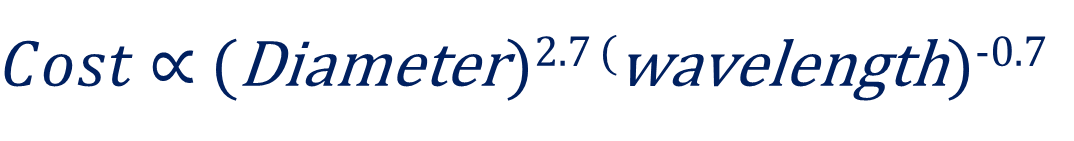 Cost ∝ (Diameter)^2.7 (wavelength)^-0.7